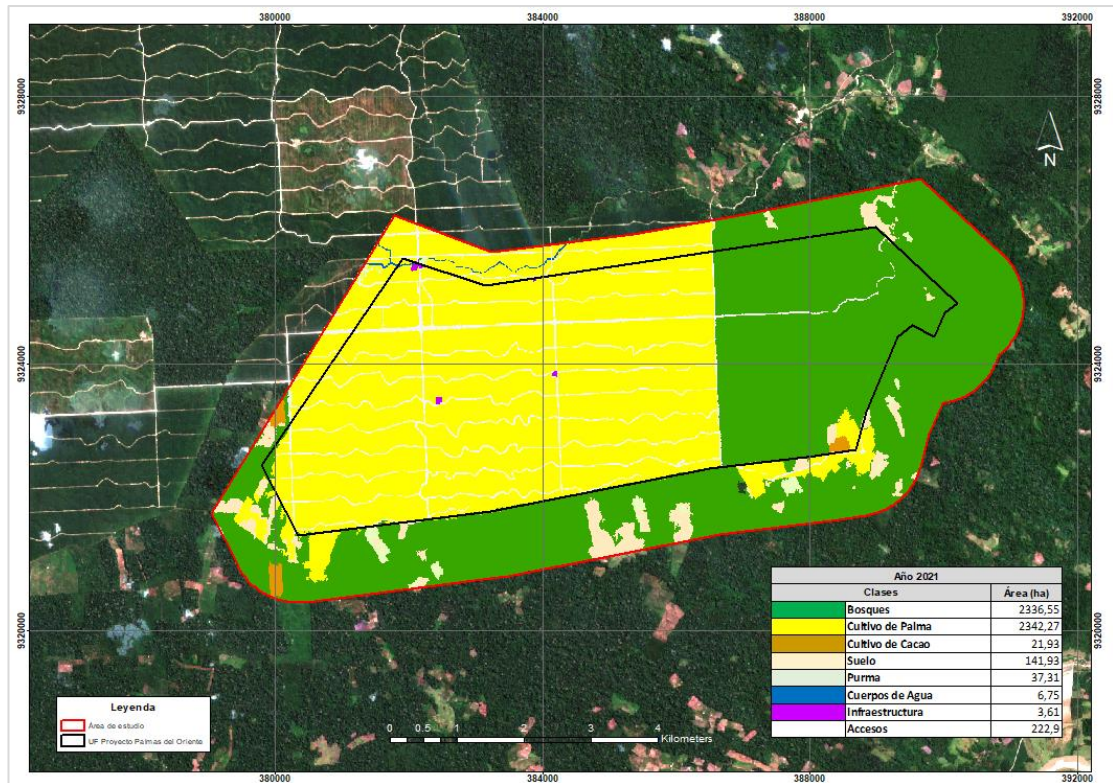 380000 384000 388000 392000
9328000 9328000
N
9324000 9324000
9320000 9320000
Año 2021
Clases Área (ha)
Bosques 2336,55
Cultivo de Palma 2342,27
Cultivo de Cacao 21,93
Suelo 141,93
Purma 37,31
Cuerpos de Agua 6,75
Infraestructura 3,61
Accesos 222,9
Leyenda
Área de estudio
UF Proyecto Palmas del Oriente
0 0.5 1 2 3 4
Kilometers
380000 384000 388000 392000